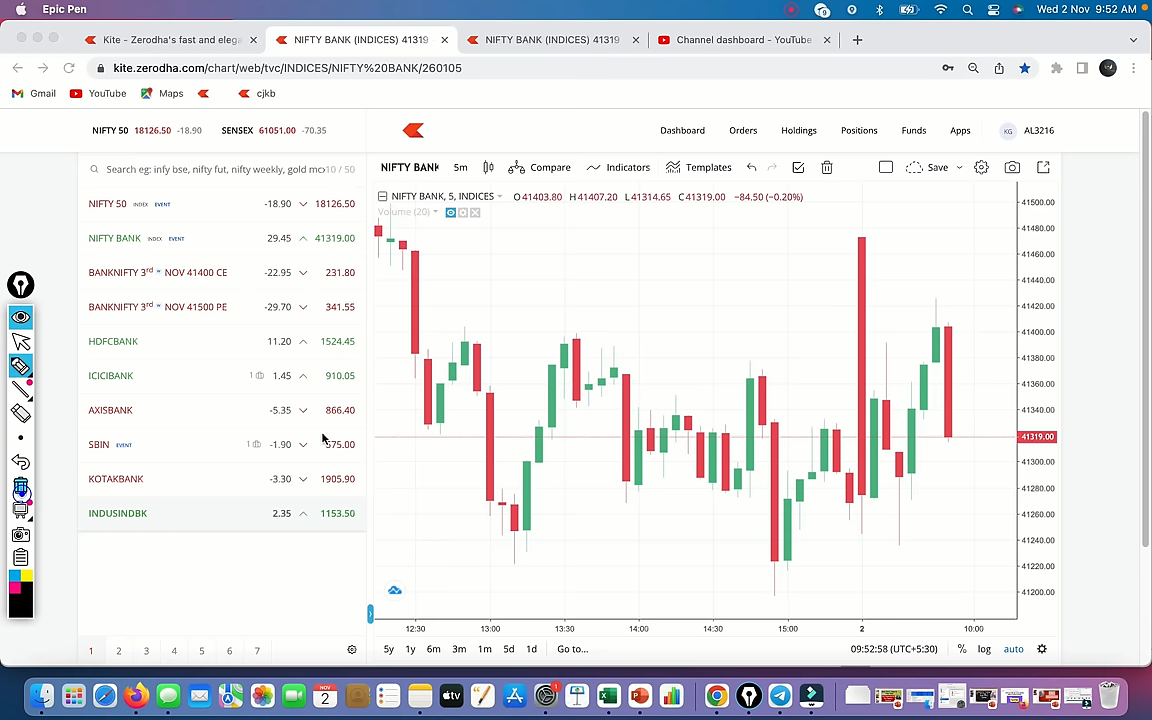 Epic Pen
Wed 2 Nov 9:52 AM
Kite - Zerodha's fast and elega
NIFTY BANK (INDICES) 41319
NIFTY BANK (INDICES) 41319
Channel dashboard - YouTube
kite.zerodha.com/chart/web/tvc/INDICES/NIFTY%20BANK/260105
Gmail
YouTube
Maps
cjkb
NIFTY 50 18126.50 -18.90
SENSEX 61051.00 -70.35
Dashboard
Orders
Holdings
Positions
Funds
Apps
KG
AL3216
Search eg: infy bse, nifty fut, nifty weekly, gold mcx
10 / 50
NIFTY 50 INDEX EVENT -18.90 18126.50
NIFTY BANK INDEX EVENT 29.45 41319.00
BANKNIFTY 3rd w NOV 41400 CE -22.95 231.80
BANKNIFTY 3rd w NOV 41500 PE -29.70 341.55
HDFCBANK 11.20 1524.45
ICICIBANK 1 1.45 910.05
AXISBANK -5.35 866.40
SBIN EVENT 1 -1.90 575.00
KOTAKBANK -3.30 1905.90
INDUSINDBK 2.35 1153.50
1 2 3 4 5 6 7
NIFTY BANK 5m Compare Indicators Templates Save
NIFTY BANK, 5, INDICES O41403.80 H41407.20 L41314.65 C41319.00 −84.50 (−0.20%)
Volume (20)
41500.00
41480.00
41460.00
41440.00
41420.00
41400.00
41380.00
41360.00
41340.00
41319.00
41300.00
41280.00
41260.00
41240.00
41220.00
41200.00
12:30 13:00 13:30 14:00 14:30 15:00 2 10:00
5y 1y 6m 3m 1m 5d 1d Go to...
09:52:58 (UTC+5:30) % log auto
NOV
2
tv
1